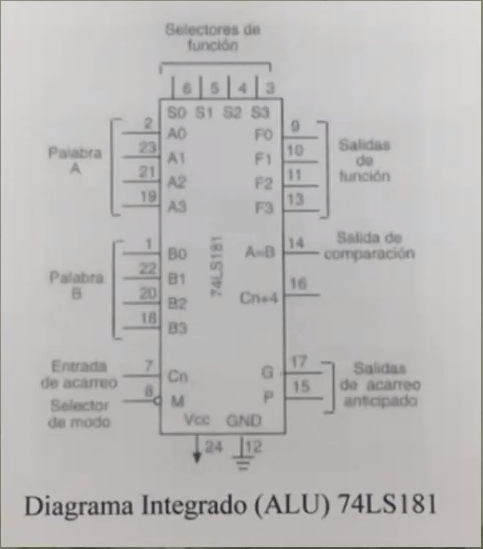 Selectores de
función
6 5 4 3
S0 S1 S2 S3
Palabra
A
2 A0
23 A1
21 A2
19 A3
F0 9
F1 10
F2 11
F3 13
Salidas
de
función
Palabra
B
1 B0
22 B1
20 B2
18 B3
74LS181
A=B 14
Salida de
comparación
Cn+4 16
Entrada
de acarreo
7 Cn
Selector
de modo
8 M
G 17
P 15
Salidas
de acarreo
anticipado
Vcc GND
24 12
Diagrama Integrado (ALU) 74LS181